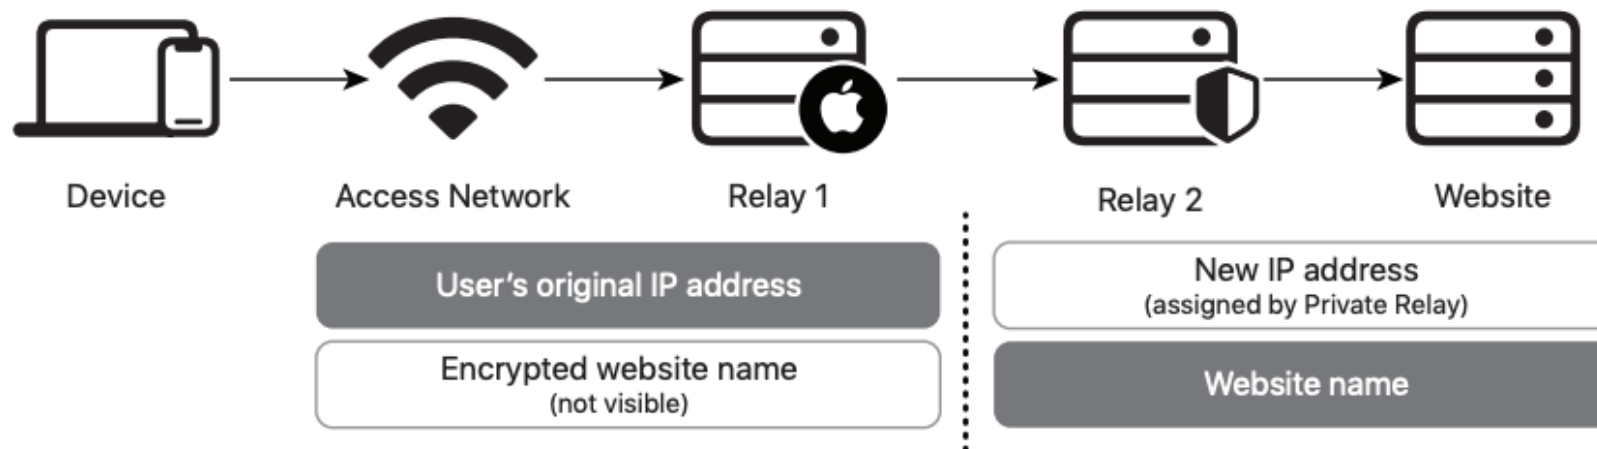 Device
Access Network
Relay 1
Relay 2
Website
User's original IP address
Encrypted website name
(not visible)
New IP address
(assigned by Private Relay)
Website name